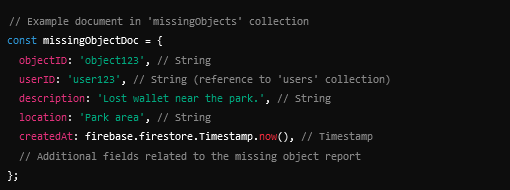 // Example document in 'missingObjects' collection
const missingObjectDoc = {
  objectID: 'object123', // String
  userID: 'user123', // String (reference to 'users' collection)
  description: 'Lost wallet near the park.', // String
  location: 'Park area', // String
  createdAt: firebase.firestore.Timestamp.now(), // Timestamp
  // Additional fields related to the missing object report
};